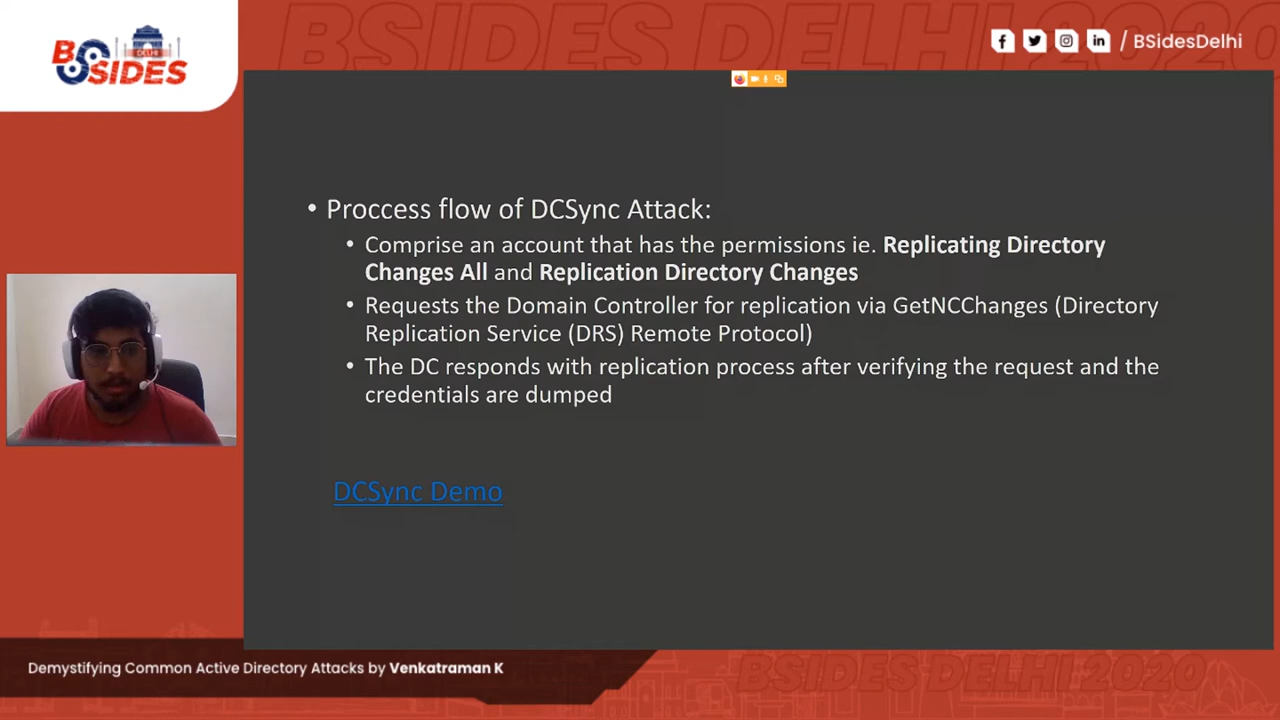 BSIDES DELHI 2020
BSIDES
DELHI
/ BSidesDelhi
• Proccess flow of DCSync Attack:
• Comprise an account that has the permissions ie. Replicating Directory
Changes All and Replication Directory Changes
• Requests the Domain Controller for replication via GetNCChanges (Directory
Replication Service (DRS) Remote Protocol)
• The DC responds with replication process after verifying the request and the
credentials are dumped
DCSync Demo
Demystifying Common Active Directory Attacks by Venkatraman K
BSIDES DELHI 2020